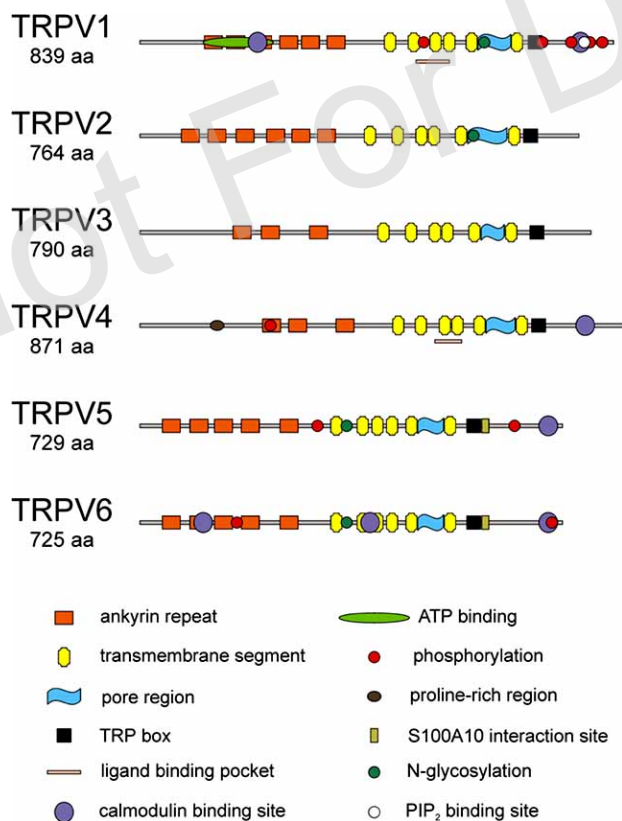 TRPV1
839 aa
TRPV2
764 aa
TRPV3
790 aa
TRPV4
871 aa
TRPV5
729 aa
TRPV6
725 aa
ankyrin repeat
ATP binding
transmembrane segment
phosphorylation
pore region
proline-rich region
TRP box
S100A10 interaction site
ligand binding pocket
N-glycosylation
calmodulin binding site
PIP₂ binding site
ot For D